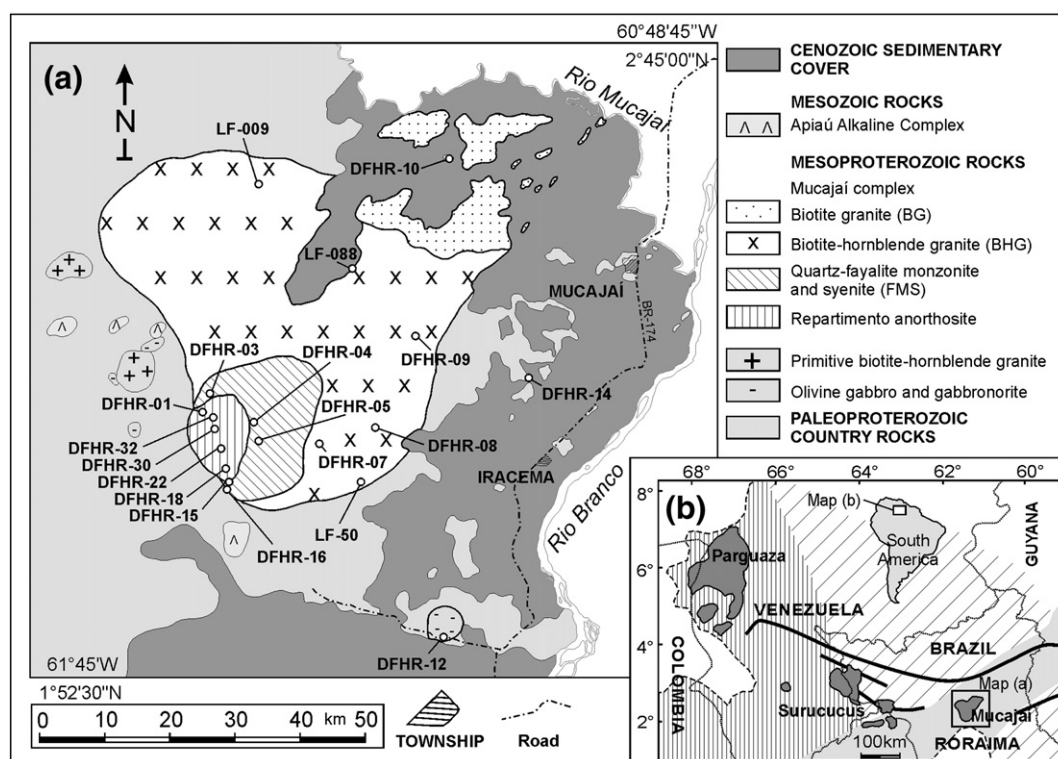 60°48'45"W
2°45'00"N
(a)
N
Rio Mucajaí
LF-009
DFHR-10
LF-088
MUCAJAÍ
BR-174
DFHR-03
DFHR-04
DFHR-09
DFHR-01
DFHR-05
DFHR-14
DFHR-32
DFHR-08
DFHR-30
DFHR-07
DFHR-22
IRACEMA
DFHR-18
DFHR-15
LF-50
DFHR-16
Rio Branco
DFHR-12
61°45'W
1°52'30"N
0 10 20 30 km 40 50
TOWNSHIP
Road
CENOZOIC SEDIMENTARY
COVER
MESOZOIC ROCKS
Apiaú Alkaline Complex
MESOPROTEROZOIC ROCKS
Mucajaí complex
Biotite granite (BG)
X Biotite-hornblende granite (BHG)
Quartz-fayalite monzonite
and syenite (FMS)
Repartimento anorthosite
+ Primitive biotite-hornblende granite
- Olivine gabbro and gabbronorite
PALEOPROTEROZOIC
COUNTRY ROCKS
68° 66° 64° 62° 60°
8°
(b)
Map (b)
South
America
GUYANA
Parguaza
6°
VENEZUELA
4°
BRAZIL
COLOMBIA
Map (a)
Surucucus
Mucajaí
2°
100km
RORAIMA